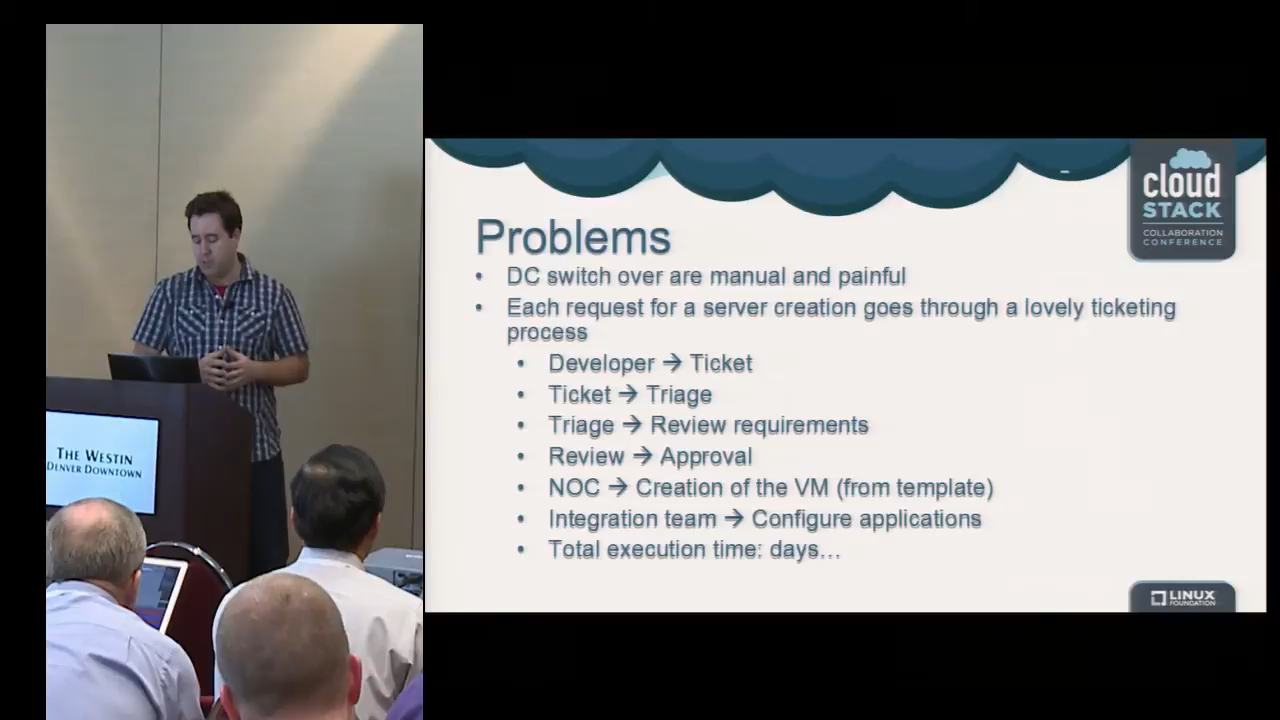 THE WESTIN
DENVER DOWNTOWN
cloud
STACK
COLLABORATION
CONFERENCE
Problems
• DC switch over are manual and painful
• Each request for a server creation goes through a lovely ticketing
process
• Developer → Ticket
• Ticket → Triage
• Triage → Review requirements
• Review → Approval
• NOC → Creation of the VM (from template)
• Integration team → Configure applications
• Total execution time: days…
LINUX
FOUNDATION